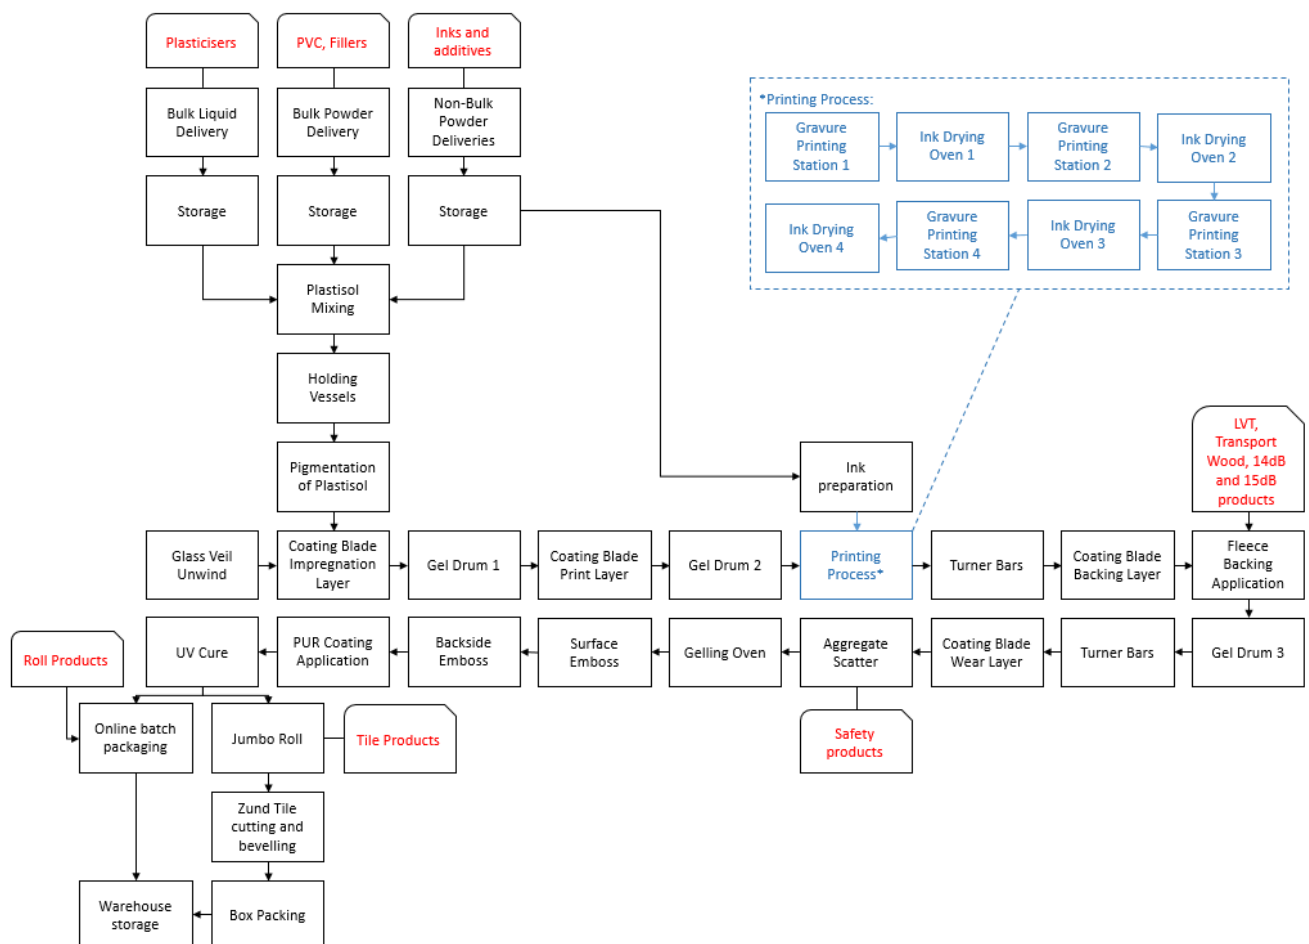 Plasticisers
PVC, Fillers
Inks and
additives
Bulk Liquid
Delivery
Bulk Powder
Delivery
Non-Bulk
Powder
Deliveries
Storage
Storage
Storage
Plastisol
Mixing
Holding
Vessels
Pigmentation
of Plastisol
*Printing Process:
Gravure
Printing
Station 1
Ink Drying
Oven 1
Gravure
Printing
Station 2
Ink Drying
Oven 2
Ink Drying
Oven 4
Gravure
Printing
Station 4
Ink Drying
Oven 3
Gravure
Printing
Station 3
Ink
preparation
LVT,
Transport
Wood, 14dB
and 15dB
products
Glass Veil
Unwind
Coating Blade
Impregnation
Layer
Gel Drum 1
Coating Blade
Print Layer
Gel Drum 2
Printing
Process*
Turner Bars
Coating Blade
Backing Layer
Fleece
Backing
Application
Roll Products
UV Cure
PUR Coating
Application
Backside
Emboss
Surface
Emboss
Gelling Oven
Aggregate
Scatter
Coating Blade
Wear Layer
Turner Bars
Gel Drum 3
Online batch
packaging
Jumbo Roll
Tile Products
Safety
products
Zund Tile
cutting and
bevelling
Warehouse
storage
Box Packing